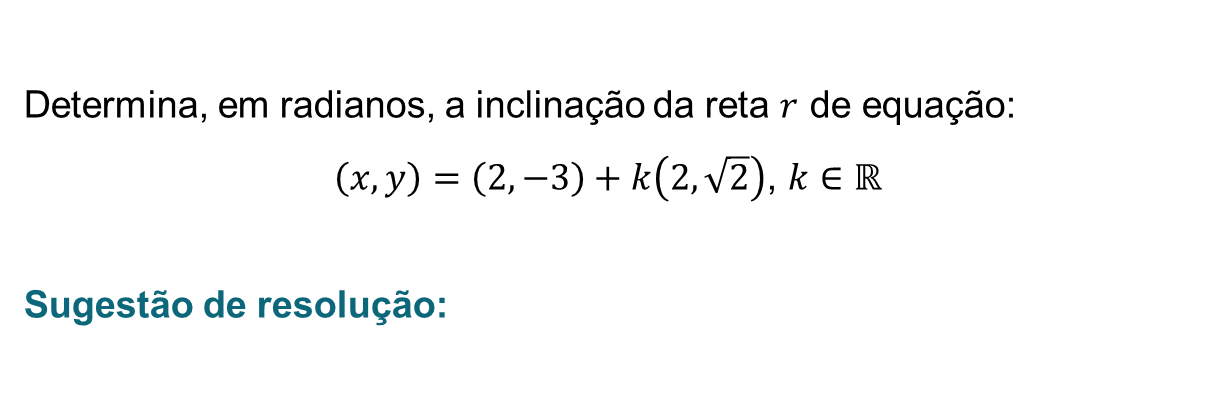 Determina, em radianos, a inclinação da reta r de equação:
(x, y) = (2, −3) + k(2, √2), k ∈ ℝ
Sugestão de resolução: